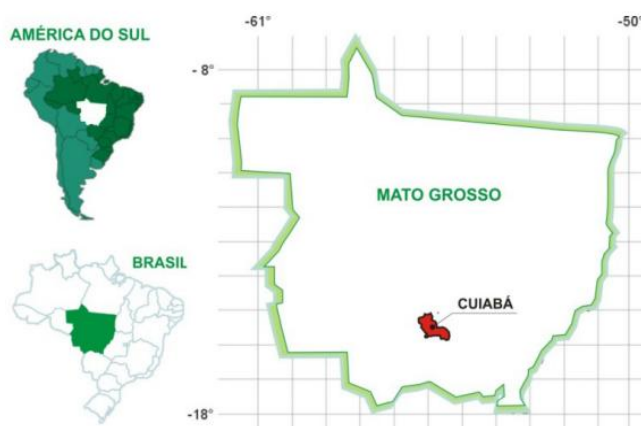 AMÉRICA DO SUL
-61°
-50°
- 8°
MATO GROSSO
BRASIL
CUIABÁ
-18°